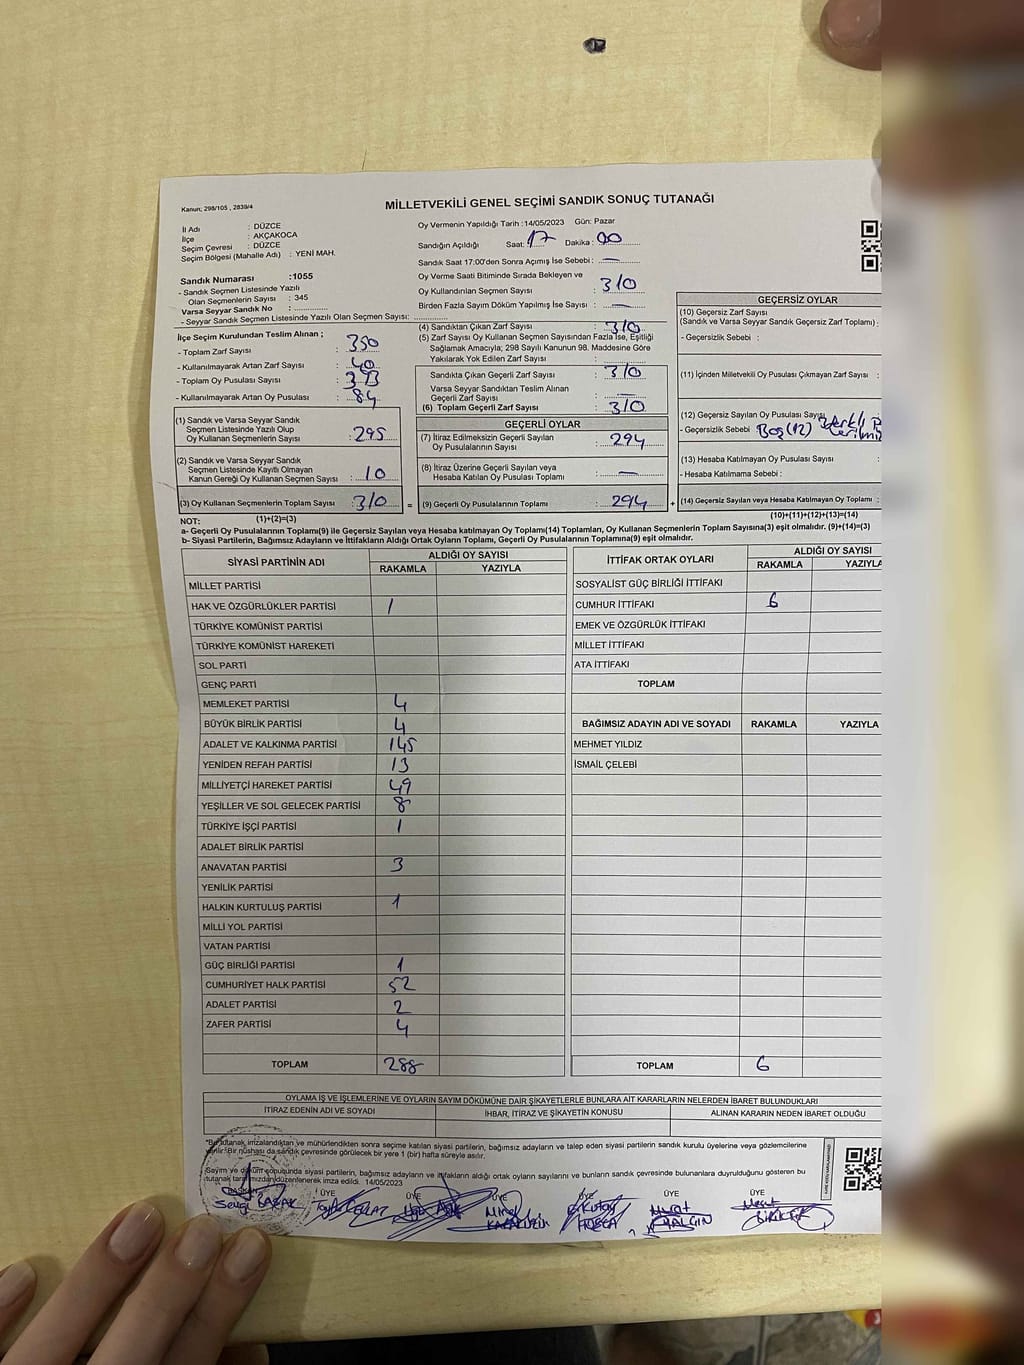 Kanun; 298/105 , 2839/4
MİLLETVEKİLİ GENEL SEÇİMİ SANDIK SONUÇ TUTANAĞI
İl Adı : DÜZCE
İlçe : AKÇAKOCA
Seçim Çevresi : DÜZCE
Seçim Bölgesi (Mahalle Adı) : YENİ MAH.
Oy Vermenin Yapıldığı Tarih :14/05/2023 Gün: Pazar
Sandığın Açıldığı Saat: 17 Dakika : 00
Sandık Saat 17:00'den Sonra Açımış İse Sebebi : —
Oy Verme Saati Bitiminde Sırada Bekleyen ve
Oy Kullandırılan Seçmen Sayısı : 310
Birden Fazla Sayım Döküm Yapılmış İse Sayısı : —
Sandık Numarası :1055
- Sandık Seçmen Listesinde Yazılı
Olan Seçmenlerin Sayısı : 345
Varsa Seyyar Sandık No :
- Seyyar Sandık Seçmen Listesinde Yazılı Olan Seçmen Sayısı:
İlçe Seçim Kurulundan Teslim Alınan ;
- Toplam Zarf Sayısı : 350
- Kullanılmayarak Artan Zarf Sayısı : 40
- Toplam Oy Pusulası Sayısı :
- Kullanılmayarak Artan Oy Pusulası : 84
(4) Sandıktan Çıkan Zarf Sayısı : 310
(5) Zarf Sayısı Oy Kullanan Seçmen Sayısından Fazla İse, Eşitliği
Sağlamak Amacıyla; 298 Sayılı Kanunun 98. Maddesine Göre
Yakılarak Yok Edilen Zarf Sayısı : —
Sandıkta Çıkan Geçerli Zarf Sayısı : 310
Varsa Seyyar Sandıktan Teslim Alınan
Geçerli Zarf Sayısı : —
(6) Toplam Geçerli Zarf Sayısı : 310
GEÇERSİZ OYLAR
(10) Geçersiz Zarf Sayısı
(Sandık ve Varsa Seyyar Sandık Geçersiz Zarf Toplamı) :
- Geçersizlik Sebebi :
(11) İçinden Milletvekili Oy Pusulası Çıkmayan Zarf Sayısı :
(12) Geçersiz Sayılan Oy Pusulası Sayısı
- Geçersizlik Sebebi Boş(12)
(13) Hesaba Katılmayan Oy Pusulası Sayısı :
- Hesaba Katılmama Sebebi :
(14) Geçersiz Sayılan veya Hesaba Katılmayan Oy Toplamı :
(10)+(11)+(12)+(13)=(14)
(1) Sandık ve Varsa Seyyar Sandık
Seçmen Listesinde Yazılı Olup
Oy Kullanan Seçmenlerin Sayısı : 295
(2) Sandık ve Varsa Seyyar Sandık
Seçmen Listesinde Kayıtlı Olmayan
Kanun Gereği Oy Kullanan Seçmen Sayısı : 10
(3) Oy Kullanan Seçmenlerin Toplam Sayısı : 310 =
(1)+(2)=(3)
GEÇERLİ OYLAR
(7) İtiraz Edilmeksizin Geçerli Sayılan
Oy Pusulalarının Sayısı : 294
(8) İtiraz Üzerine Geçerli Sayılan veya
Hesaba Katılan Oy Pusulası Toplamı : —
(9) Geçerli Oy Pusulalarının Toplamı : 294 +
NOT:
a- Geçerli Oy Pusulalarının Toplamı(9) ile Geçersiz Sayılan veya Hesaba katılmayan Oy Toplamı(14) Toplamları, Oy Kullanan Seçmenlerin Toplam Sayısına(3) eşit olmalıdır. (9)+(14)=(3)
b- Siyasi Partilerin, Bağımsız Adayların ve İttifakların Aldığı Ortak Oyların Toplamı, Geçerli Oy Pusulalarının Toplamına(9) eşit olmalıdır.
SİYASİ PARTİNİN ADI ALDIĞI OY SAYISI
RAKAMLA YAZIYLA
MİLLET PARTİSİ
HAK VE ÖZGÜRLÜKLER PARTİSİ 1
TÜRKİYE KOMÜNİST PARTİSİ
TÜRKİYE KOMÜNİST HAREKETİ
SOL PARTİ
GENÇ PARTİ
MEMLEKET PARTİSİ 4
BÜYÜK BİRLİK PARTİSİ 4
ADALET VE KALKINMA PARTİSİ 145
YENİDEN REFAH PARTİSİ 13
MİLLİYETÇİ HAREKET PARTİSİ 49
YEŞİLLER VE SOL GELECEK PARTİSİ 8
TÜRKİYE İŞÇİ PARTİSİ 1
ADALET BİRLİK PARTİSİ
ANAVATAN PARTİSİ 3
YENİLİK PARTİSİ
HALKIN KURTULUŞ PARTİSİ 1
MİLLİ YOL PARTİSİ
VATAN PARTİSİ
GÜÇ BİRLİĞİ PARTİSİ 1
CUMHURİYET HALK PARTİSİ 52
ADALET PARTİSİ 2
ZAFER PARTİSİ 4
TOPLAM 288
İTTİFAK ORTAK OYLARI ALDIĞI OY SAYISI
RAKAMLA YAZIYLA
SOSYALİST GÜÇ BİRLİĞİ İTTİFAKI
CUMHUR İTTİFAKI 6
EMEK VE ÖZGÜRLÜK İTTİFAKI
MİLLET İTTİFAKI
ATA İTTİFAKI
TOPLAM
BAĞIMSIZ ADAYIN ADI VE SOYADI RAKAMLA YAZIYLA
MEHMET YILDIZ
İSMAİL ÇELEBİ
TOPLAM 6
OYLAMA İŞ VE İŞLEMLERİNE VE OYLARIN SAYIM DÖKÜMÜNE DAİR ŞİKAYETLERLE BUNLARA AİT KARARLARIN NELERDEN İBARET BULUNDUKLARI
İTİRAZ EDENİN ADI VE SOYADI İHBAR, İTİRAZ VE ŞİKAYETİN KONUSU ALINAN KARARIN NEDEN İBARET OLDUĞU
*Bu tutanak imzalandıktan ve mühürlendikten sonra seçime katılan siyasi partilerin, bağımsız adayların ve talep eden siyasi partilerin sandık kurulu üyelerine veya gözlemcilerine
verilir. Bir nüshası da sandık çevresinde görülecek bir yere 1 (bir) hafta süreyle asılır.
Sayım ve döküm sonucunda siyasi partilerin, bağımsız adayların ve ittifakların aldığı ortak oyların sayılarını ve bunların sandık çevresinde bulunanlara duyrulduğunu gösteren bu
tutanak tarafımızdan düzenlenerek imza edildi. 14/05/2023
BAŞKAN ÜYE ÜYE ÜYE ÜYE ÜYE ÜYE
Murat Mesut
YALÇIN